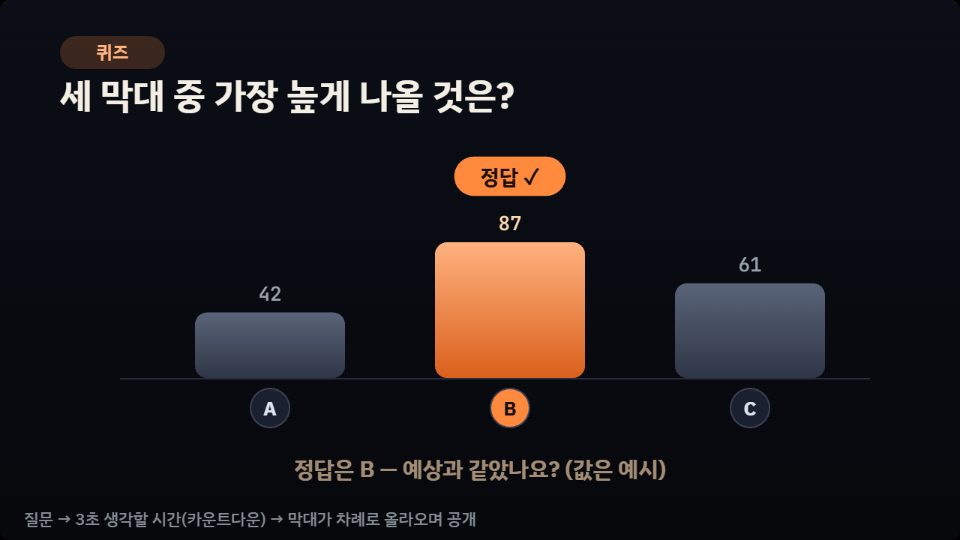 퀴즈
세 막대 중 가장 높게 나올 것은?
정답 ✓
87
61
42
A
B
C
정답은 B — 예상과 같았나요? (값은 예시)
질문 → 3초 생각할 시간(카운트다운) → 막대가 차례로 올라오며 공개